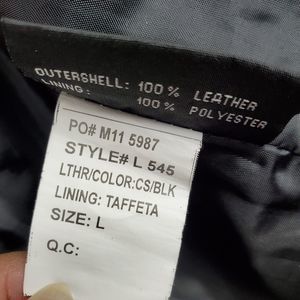 OUTERSHELL: 100% LEATHER
LINING: 100% POLYESTER
PO# M11 5987
STYLE# L 545
LTHR/COLOR:CS/BLK
LINING: TAFFETA
SIZE: L
Q.C: